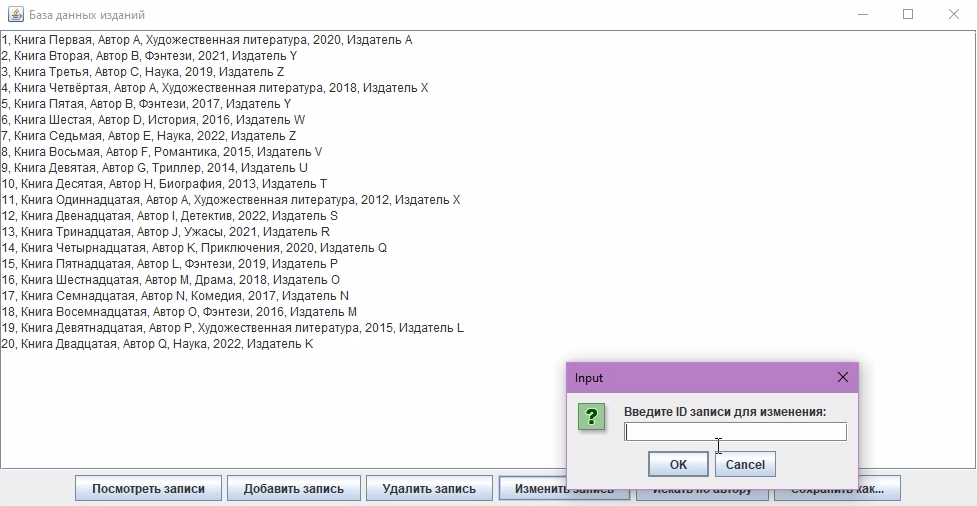 База данных изданий
1, Книга Первая, Автор A, Художественная литература, 2020, Издатель A
2, Книга Вторая, Автор B, Фэнтези, 2021, Издатель Y
3, Книга Третья, Автор C, Наука, 2019, Издатель Z
4, Книга Четвёртая, Автор A, Художественная литература, 2018, Издатель X
5, Книга Пятая, Автор B, Фэнтези, 2017, Издатель Y
6, Книга Шестая, Автор D, История, 2016, Издатель W
7, Книга Седьмая, Автор E, Наука, 2022, Издатель Z
8, Книга Восьмая, Автор F, Романтика, 2015, Издатель V
9, Книга Девятая, Автор G, Триллер, 2014, Издатель U
10, Книга Десятая, Автор H, Биография, 2013, Издатель T
11, Книга Одиннадцатая, Автор A, Художественная литература, 2012, Издатель X
12, Книга Двенадцатая, Автор I, Детектив, 2022, Издатель S
13, Книга Тринадцатая, Автор J, Ужасы, 2021, Издатель R
14, Книга Четырнадцатая, Автор K, Приключения, 2020, Издатель Q
15, Книга Пятнадцатая, Автор L, Фэнтези, 2019, Издатель P
16, Книга Шестнадцатая, Автор M, Драма, 2018, Издатель O
17, Книга Семнадцатая, Автор N, Комедия, 2017, Издатель N
18, Книга Восемнадцатая, Автор O, Фэнтези, 2016, Издатель M
19, Книга Девятнадцатая, Автор P, Художественная литература, 2015, Издатель L
20, Книга Двадцатая, Автор Q, Наука, 2022, Издатель K
Input
Введите ID записи для изменения:
OK Cancel
Посмотреть записи Добавить запись Удалить запись Изменить запись Искать по автору Сохранить как...